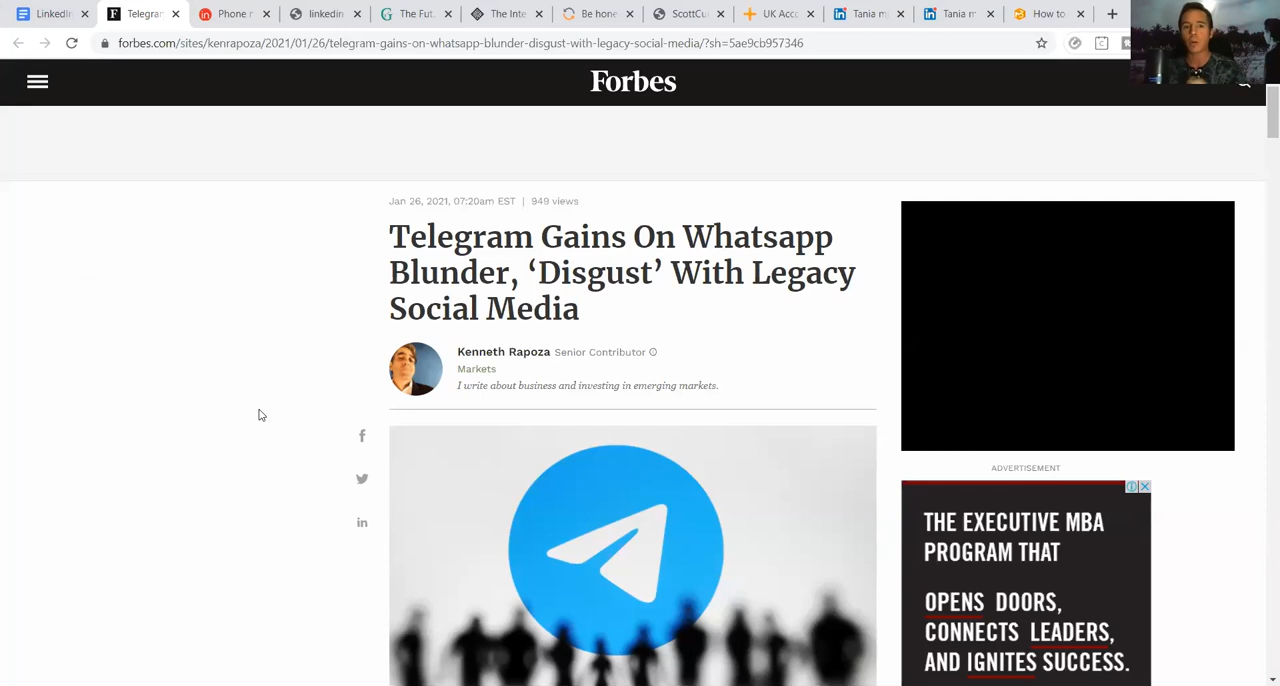 LinkedIn
Telegran
Phone n
linkedin
The Fut
The Inte
Be hone
ScottCu
UK Acc
Tania m
Tania m
How to
forbes.com/sites/kenrapoza/2021/01/26/telegram-gains-on-whatsapp-blunder-disgust-with-legacy-social-media/?sh=5ae9cb957346
Forbes
Jan 26, 2021, 07:20am EST | 949 views
Telegram Gains On Whatsapp
Blunder, ‘Disgust’ With Legacy
Social Media
Kenneth Rapoza Senior Contributor
Markets
I write about business and investing in emerging markets.
ADVERTISEMENT
THE EXECUTIVE MBA
PROGRAM THAT
OPENS DOORS,
CONNECTS LEADERS,
AND IGNITES SUCCESS.